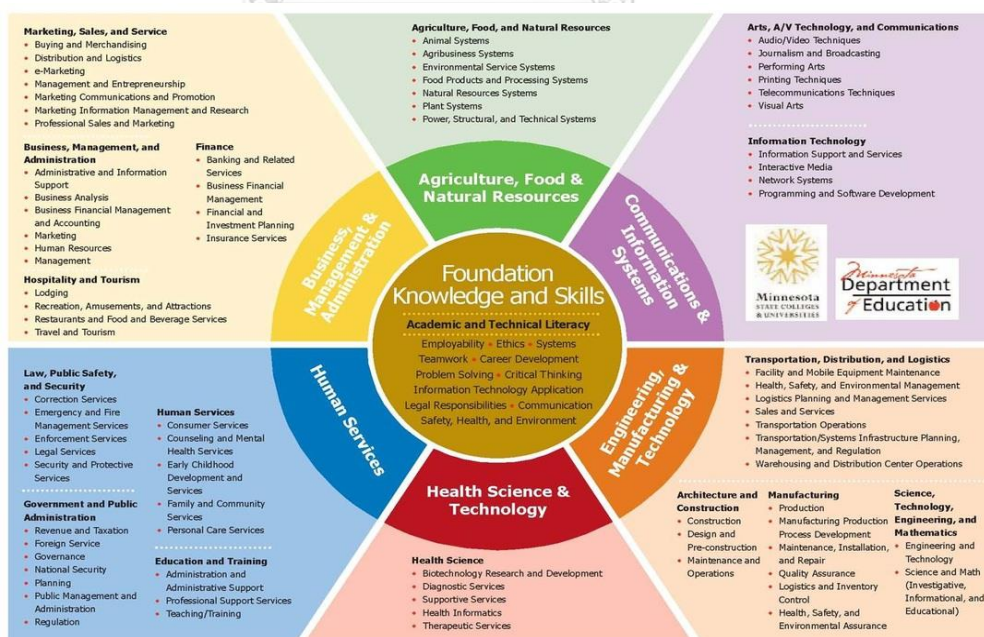 Marketing, Sales, and Service
• Buying and Merchandising
• Distribution and Logistics
• e-Marketing
• Management and Entrepreneurship
• Marketing Communications and Promotion
• Marketing Information Management and Research
• Professional Sales and Marketing
Business, Management, and
Administration
• Administrative and Information
Support
• Business Analysis
• Business Financial Management
and Accounting
• Marketing
• Human Resources
• Management
Finance
• Banking and Related
Services
• Business Financial
Management
• Financial and
Investment Planning
• Insurance Services
Hospitality and Tourism
• Lodging
• Recreation, Amusements, and Attractions
• Restaurants and Food and Beverage Services
• Travel and Tourism
Agriculture, Food, and Natural Resources
• Animal Systems
• Agribusiness Systems
• Environmental Service Systems
• Food Products and Processing Systems
• Natural Resources Systems
• Plant Systems
• Power, Structural, and Technical Systems
Arts, A/V Technology, and Communications
• Audio/Video Techniques
• Journalism and Broadcasting
• Performing Arts
• Printing Techniques
• Telecommunications Techniques
• Visual Arts
Information Technology
• Information Support and Services
• Interactive Media
• Network Systems
• Programming and Software Development
Minnesota
STATE COLLEGES
& UNIVERSITIES
Minnesota
Department
of Education
Business,
Management &
Administration
Agriculture, Food &
Natural Resources
Communications &
Information
Systems
Foundation
Knowledge and Skills
Academic and Technical Literacy
Employability • Ethics • Systems
Teamwork • Career Development
Problem Solving • Critical Thinking
Information Technology Application
Legal Responsibilities • Communication
Safety, Health, and Environment
Human Services
Health Science &
Technology
Engineering,
Manufacturing &
Technology
Law, Public Safety,
and Security
• Correction Services
• Emergency and Fire
Management Services
• Enforcement Services
• Legal Services
• Security and Protective
Services
Human Services
• Consumer Services
• Counseling and Mental
Health Services
• Early Childhood
Development and
Services
• Family and Community
Services
• Personal Care Services
Government and Public
Administration
• Revenue and Taxation
• Foreign Service
• Governance
• National Security
• Planning
• Public Management and
Administration
• Regulation
Education and Training
• Administration and
Administrative Support
• Professional Support Services
• Teaching/Training
Health Science
• Biotechnology Research and Development
• Diagnostic Services
• Supportive Services
• Health Informatics
• Therapeutic Services
Transportation, Distribution, and Logistics
• Facility and Mobile Equipment Maintenance
• Health, Safety, and Environmental Management
• Logistics Planning and Management Services
• Sales and Services
• Transportation Operations
• Transportation/Systems Infrastructure Planning,
Management, and Regulation
• Warehousing and Distribution Center Operations
Architecture and
Construction
• Construction
• Design and
Pre-construction
• Maintenance and
Operations
Manufacturing
• Production
• Manufacturing Production
Process Development
• Maintenance, Installation,
and Repair
• Quality Assurance
• Logistics and Inventory
Control
• Health, Safety, and
Environmental Assurance
Science,
Technology,
Engineering, and
Mathematics
• Engineering and
Technology
• Science and Math
(Investigative,
Informational, and
Educational)